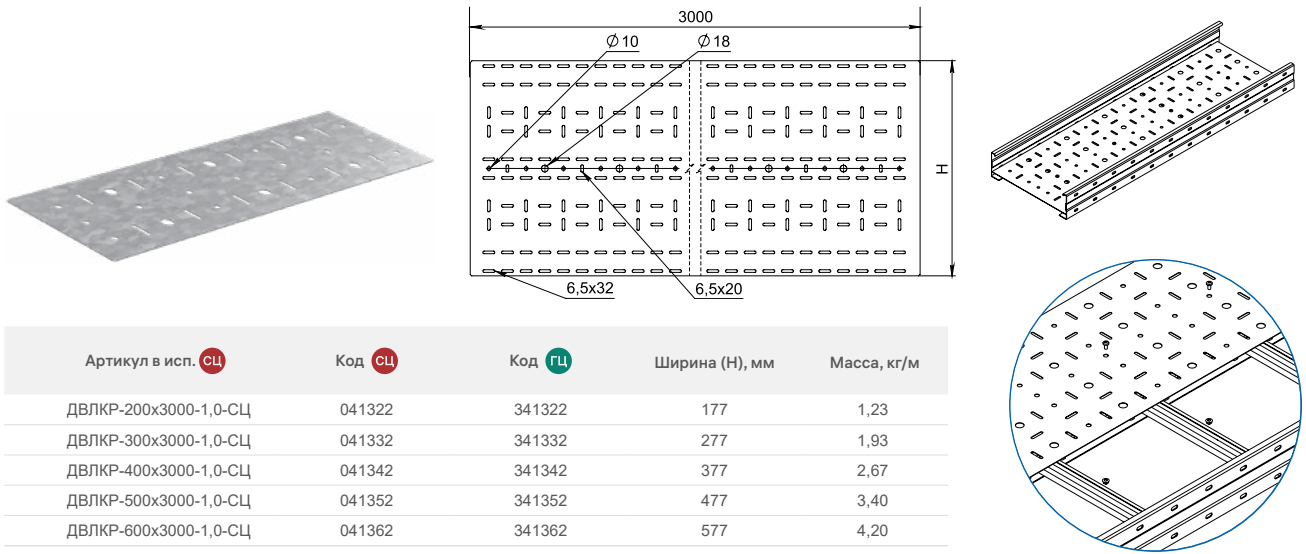 3000
Ø10
Ø18
H
6,5x32
6,5x20
Артикул в исп. СЦ Код СЦ Код ГЦ Ширина (Н), мм Масса, кг/м
ДВЛКР-200х3000-1,0-СЦ 041322 341322 177 1,23
ДВЛКР-300х3000-1,0-СЦ 041332 341332 277 1,93
ДВЛКР-400х3000-1,0-СЦ 041342 341342 377 2,67
ДВЛКР-500х3000-1,0-СЦ 041352 341352 477 3,40
ДВЛКР-600х3000-1,0-СЦ 041362 341362 577 4,20